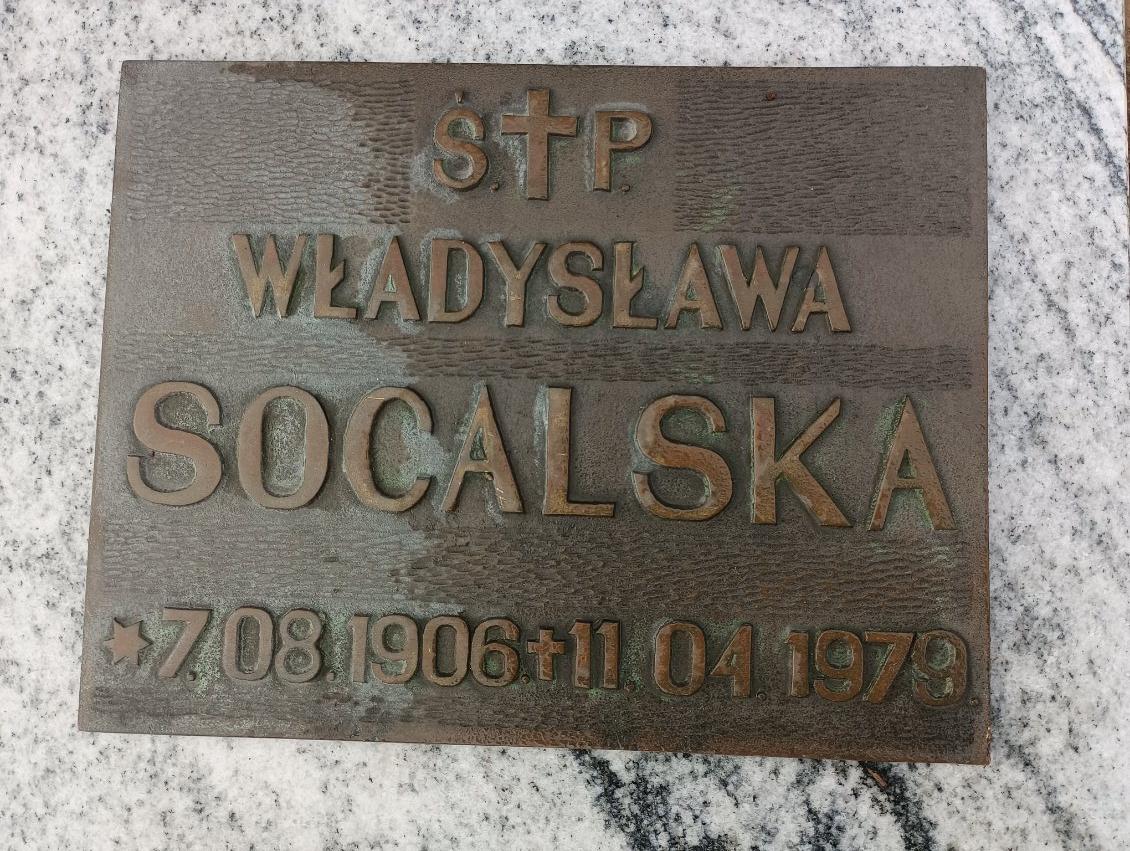 Ś.✝P.
WŁADYSŁAWA
SOCALSKA
★7.08.1906.✝11.04.1979.